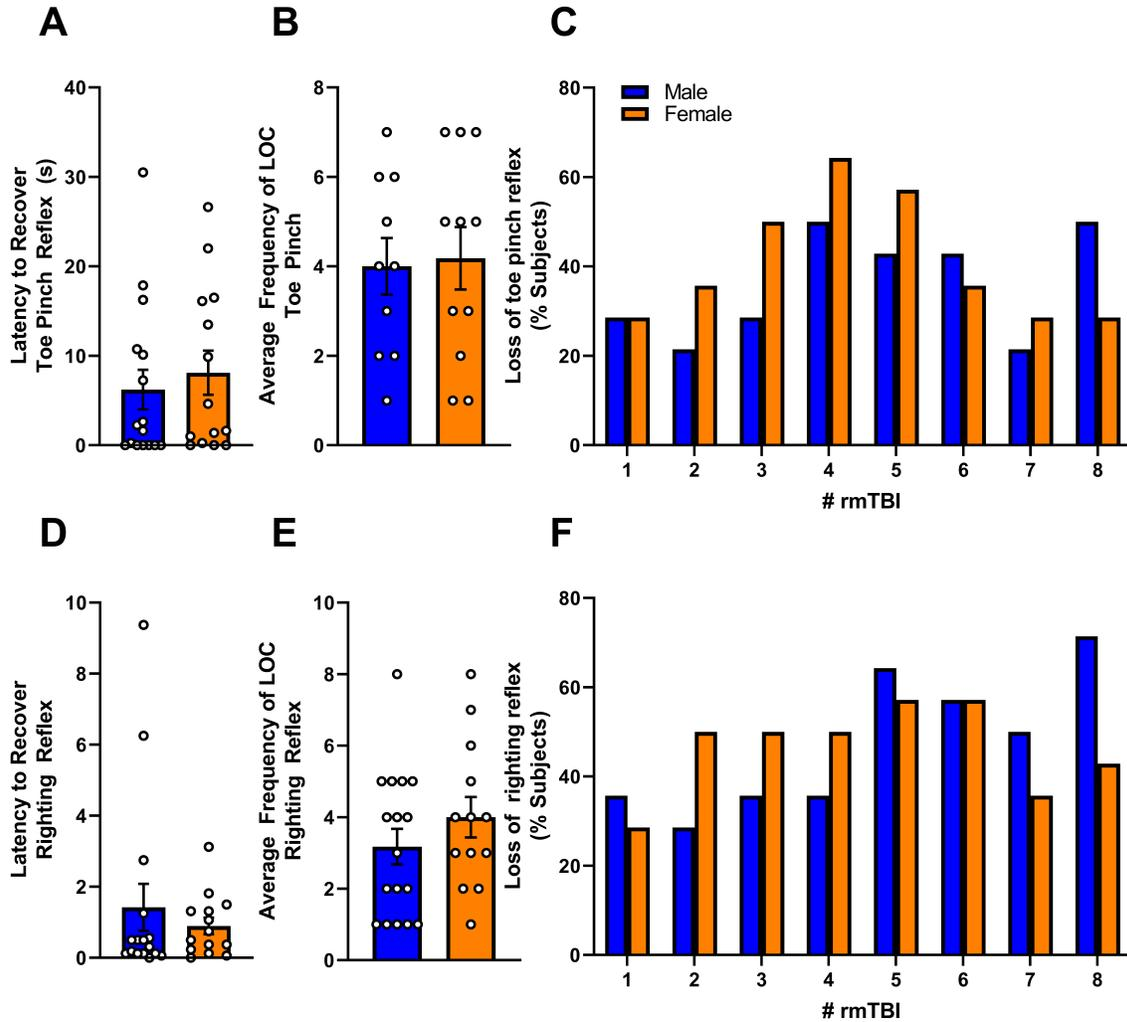 A
B
C
Latency to Recover
Toe Pinch Reflex (s)
40
30
20
10
0
Average Frequency of LOC
Toe Pinch
8
6
4
2
0
Loss of toe pinch reflex
(% Subjects)
80
60
40
20
0
Male
Female
1 2 3 4 5 6 7 8
# rmTBI
D
E
F
Latency to Recover
Righting Reflex
10
8
6
4
2
0
Average Frequency of LOC
Righting Reflex
10
8
6
4
2
0
Loss of righting reflex
(% Subjects)
80
60
40
20
0
1 2 3 4 5 6 7 8
# rmTBI